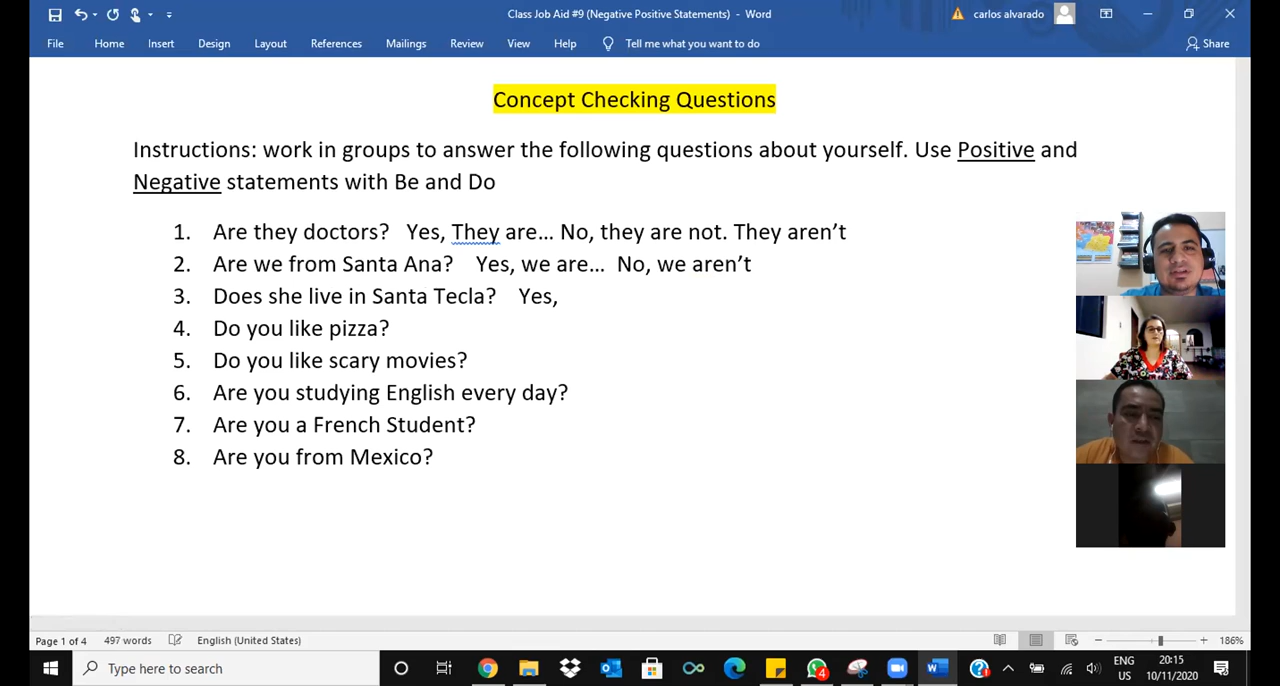 Class Job Aid #9 (Negative Positive Statements) - Word
carlos alvarado
File Home Insert Design Layout References Mailings Review View Help Tell me what you want to do Share
Concept Checking Questions
Instructions: work in groups to answer the following questions about yourself. Use Positive and
Negative statements with Be and Do
1. Are they doctors? Yes, They are... No, they are not. They aren't
2. Are we from Santa Ana? Yes, we are... No, we aren't
3. Does she live in Santa Tecla? Yes,
4. Do you like pizza?
5. Do you like scary movies?
6. Are you studying English every day?
7. Are you a French Student?
8. Are you from Mexico?
Page 1 of 4 497 words English (United States) 186%
Type here to search 4 ENG 20:15
US 10/11/2020